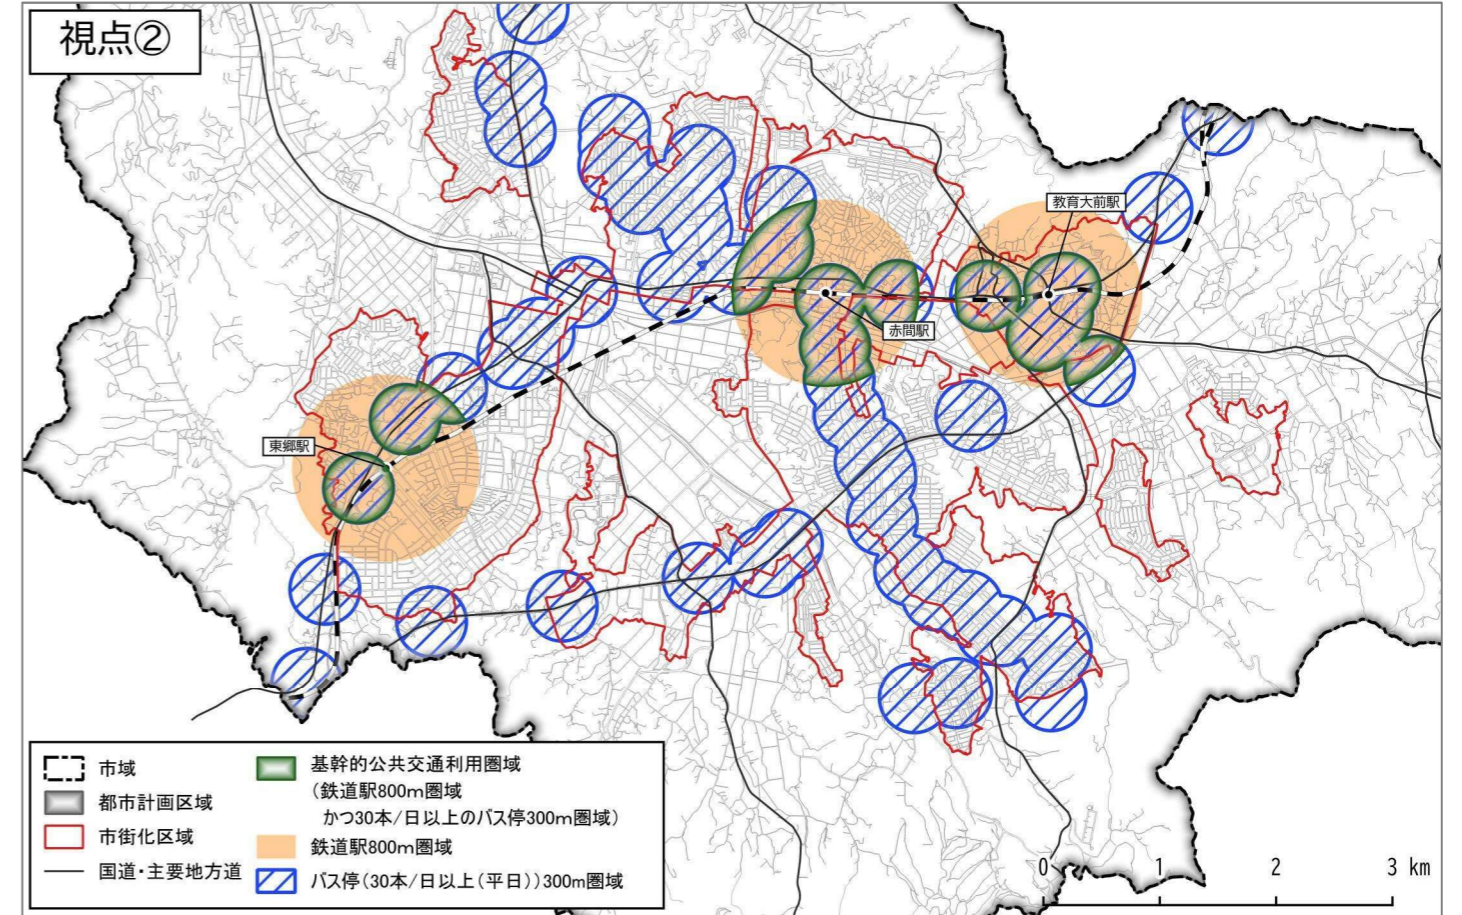 視点②
教育大前駅
赤間駅
東郷駅
市域
都市計画区域
市街化区域
国道・主要地方道
基幹的公共交通利用圏域
（鉄道駅800m圏域
かつ30本/日以上のバス停300m圏域）
鉄道駅800m圏域
バス停（30本/日以上（平日））300m圏域
0 1 2 3 km